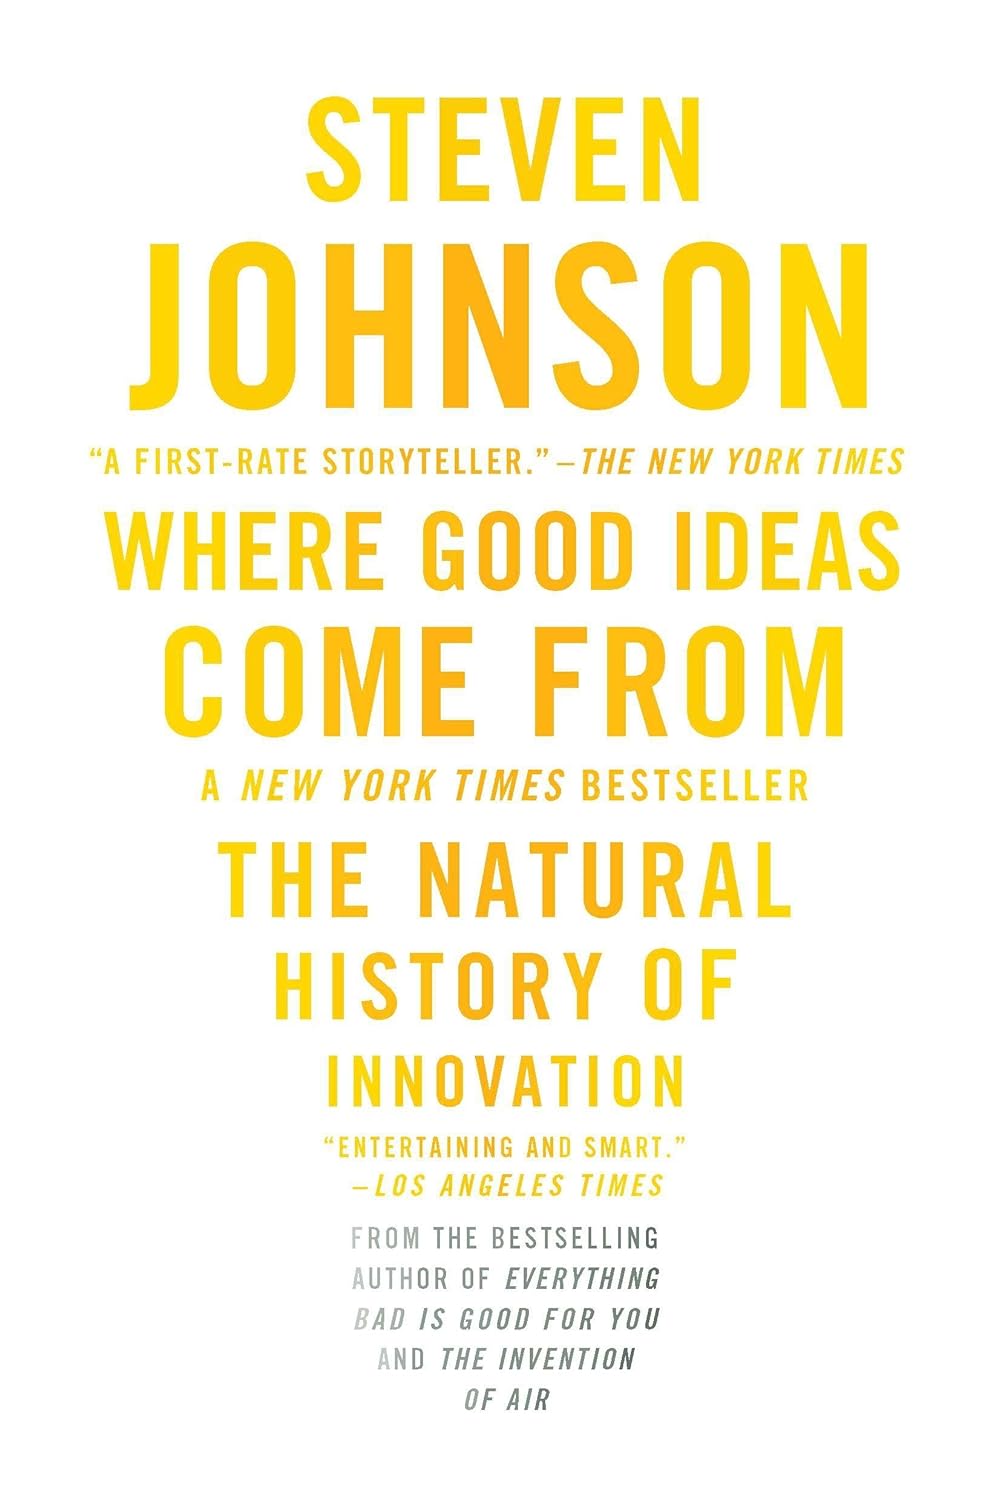 STEVEN
JOHNSON
“A FIRST-RATE STORYTELLER.” –THE NEW YORK TIMES
WHERE GOOD IDEAS
COME FROM
A NEW YORK TIMES BESTSELLER
THE NATURAL
HISTORY OF
INNOVATION
“ENTERTAINING AND SMART.”
–LOS ANGELES TIMES
FROM THE BESTSELLING
AUTHOR OF EVERYTHING
BAD IS GOOD FOR YOU
AND THE INVENTION
OF AIR